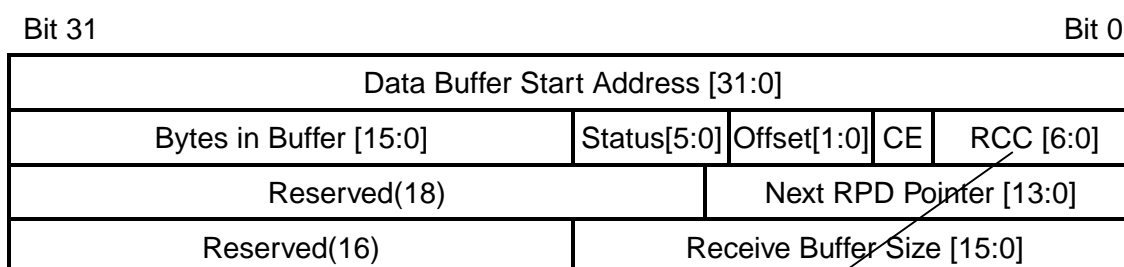 Bit 31 Bit 0
Data Buffer Start Address [31:0]
Bytes in Buffer [15:0] Status[5:0] Offset[1:0] CE RCC [6:0]
Reserved(18) Next RPD Pointer [13:0]
Reserved(16) Receive Buffer Size [15:0]